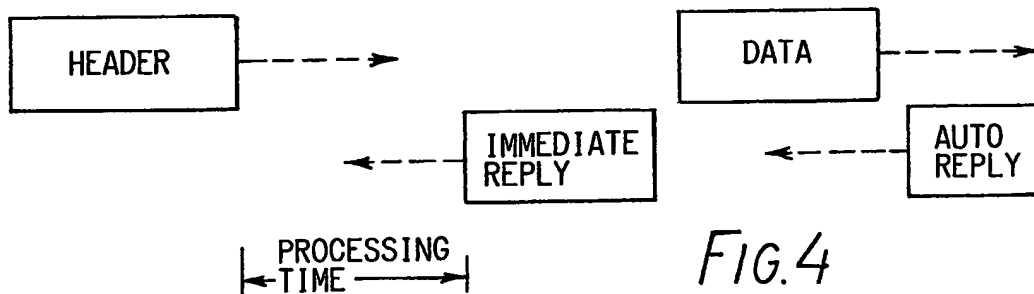 HEADER
DATA
IMMEDIATE
REPLY
AUTO
REPLY
PROCESSING
TIME
FIG.4